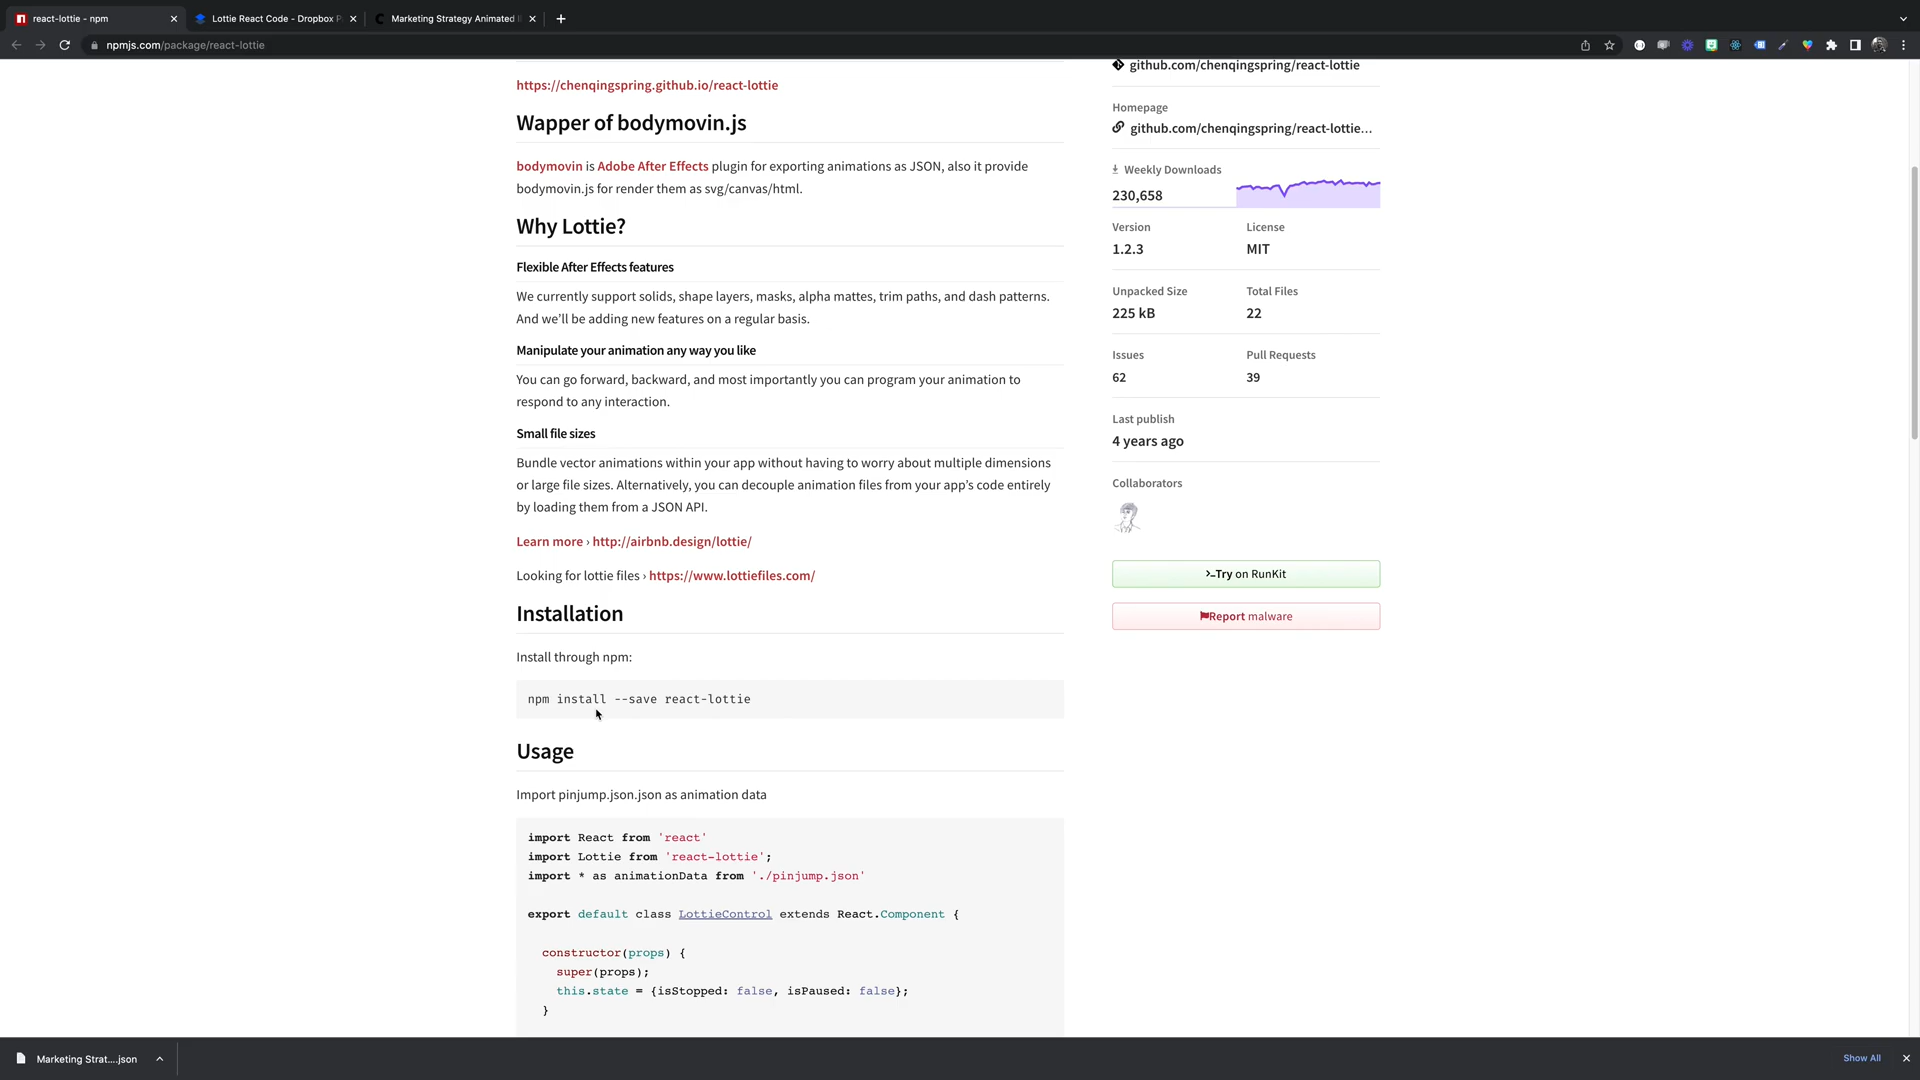 react-lottie - npm
Lottie React Code - Dropbox P
Marketing Strategy Animated I
npmjs.com/package/react-lottie
https://chenqingspring.github.io/react-lottie
Wapper of bodymovin.js
bodymovin is Adobe After Effects plugin for exporting animations as JSON, also it provide
bodymovin.js for render them as svg/canvas/html.
Why Lottie?
Flexible After Effects features
We currently support solids, shape layers, masks, alpha mattes, trim paths, and dash patterns.
And we'll be adding new features on a regular basis.
Manipulate your animation any way you like
You can go forward, backward, and most importantly you can program your animation to
respond to any interaction.
Small file sizes
Bundle vector animations within your app without having to worry about multiple dimensions
or large file sizes. Alternatively, you can decouple animation files from your app's code entirely
by loading them from a JSON API.
Learn more › http://airbnb.design/lottie/
Looking for lottie files › https://www.lottiefiles.com/
Installation
Install through npm:
npm install --save react-lottie
Usage
Import pinjump.json.json as animation data
import React from 'react'
import Lottie from 'react-lottie';
import * as animationData from './pinjump.json'
export default class LottieControl extends React.Component {
constructor(props) {
super(props);
this.state = {isStopped: false, isPaused: false};
}
github.com/chenqingspring/react-lottie
Homepage
github.com/chenqingspring/react-lottie...
Weekly Downloads
230,658
Version License
1.2.3 MIT
Unpacked Size Total Files
225 kB 22
Issues Pull Requests
62 39
Last publish
4 years ago
Collaborators
Try on RunKit
Report malware
Marketing Strat....json
Show All